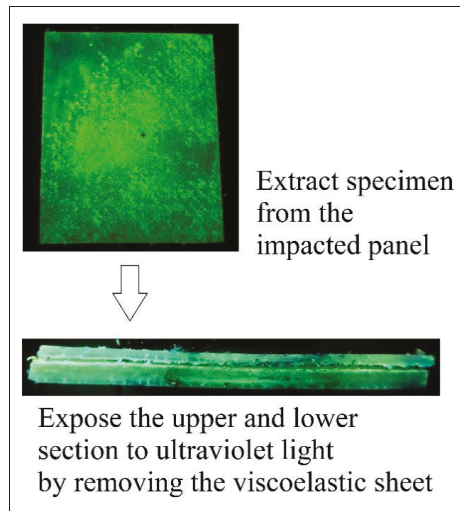 Extract specimen
from the
impacted panel
Expose the upper and lower
section to ultraviolet light
by removing the viscoelastic sheet